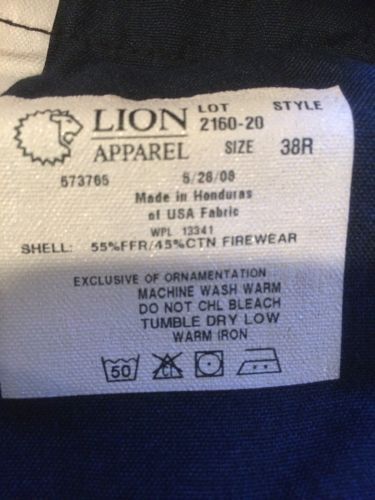 LION APPAREL
LOT STYLE
2160-20
SIZE 38R
573765 5/28/08
Made in Honduras
of USA Fabric
WPL 13341
SHELL: 55%FFR/45%CTN FIREWEAR
EXCLUSIVE OF ORNAMENTATION
MACHINE WASH WARM
DO NOT CHL BLEACH
TUMBLE DRY LOW
WARM IRON
50 CL